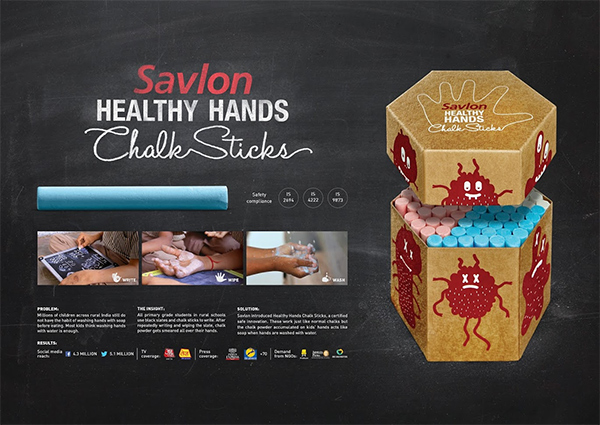 Savlon
HEALTHY HANDS
Chalk Sticks
Savlon
HEALTHY
HANDS
Chalk Sticks
Safety
compliance
IS
2694
IS
4222
IS
9873
WRITE
WIPE
WASH
PROBLEM:
Millions of children across rural India still do
not have the habit of washing hands with soap
before eating. Most kids think washing hands
with water is enough.
THE INSIGHT:
All primary grade students in rural schools
use black slates and chalk sticks to write. After
repeatedly writing and wiping the slate, chalk
powder gets smeared all over their hands.
SOLUTION:
Savlon introduced Healthy Hands Chalk Sticks, a certified
safe innovation. These work just like normal chalks but
the chalk powder accumulated on kids' hands acts like
soap when hands are washed with water.
RESULTS:
Social media
reach:
4.3 MILLION
5.1 MILLION
TV
coverage:
Press
coverage:
+70
Demand
from NGOs: